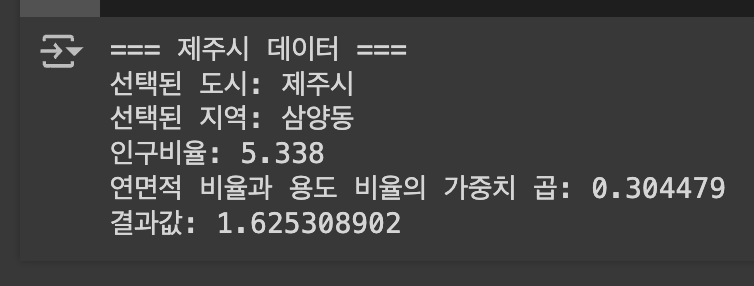 === 제주시 데이터 ===
선택된 도시: 제주시
선택된 지역: 삼양동
인구비율: 5.338
연면적 비율과 용도 비율의 가중치 곱: 0.304479
결과값: 1.625308902